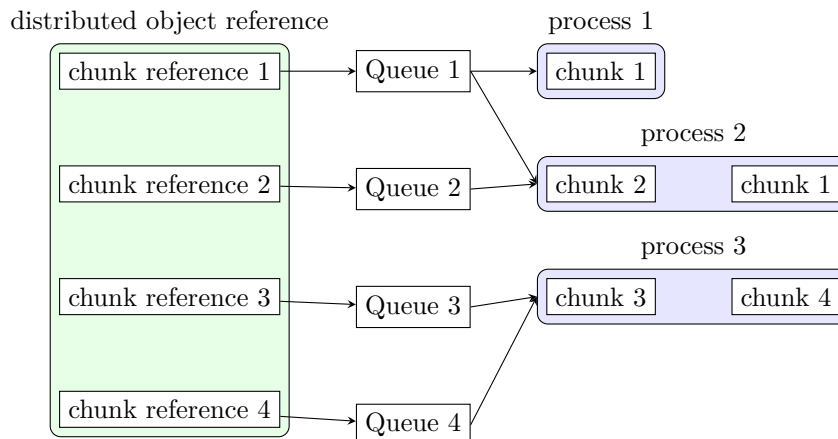 distributed object reference
process 1
chunk reference 1
Queue 1
chunk 1
process 2
chunk reference 2
Queue 2
chunk 2
chunk 1
process 3
chunk reference 3
Queue 3
chunk 3
chunk 4
chunk reference 4
Queue 4